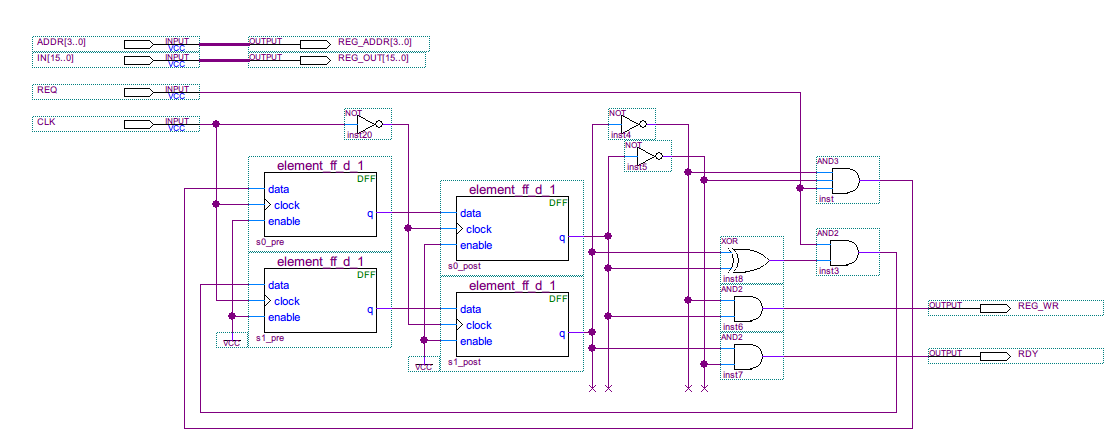 ADDR[3..0] INPUT VCC OUTPUT REG_ADDR[3..0]
IN[15..0] INPUT VCC OUTPUT REG_OUT[15..0]
REQ INPUT VCC
CLK INPUT VCC
NOT
inst20
NOT
inst4
NOT
inst5
element_ff_d_1
DFF
data
clock
enable
q
s0_pre
element_ff_d_1
DFF
data
clock
enable
q
s0_post
element_ff_d_1
DFF
data
clock
enable
q
s1_pre
VCC
element_ff_d_1
DFF
data
clock
enable
q
s1_post
VCC
AND3
inst
AND2
inst3
XOR
inst8
AND2
inst6
OUTPUT REG_WR
AND2
inst7
OUTPUT RDY